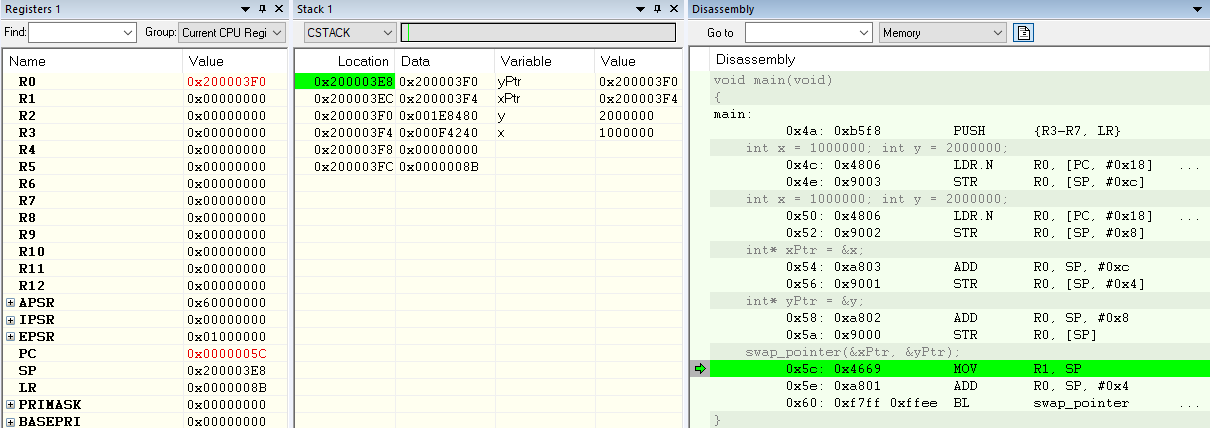 Registers 1
Find: Group: Current CPU Regi
Name Value
R0 0x200003F0
R1 0x00000000
R2 0x00000000
R3 0x00000000
R4 0x00000000
R5 0x00000000
R6 0x00000000
R7 0x00000000
R8 0x00000000
R9 0x00000000
R10 0x00000000
R11 0x00000000
R12 0x00000000
APSR 0x60000000
IPSR 0x00000000
EPSR 0x01000000
PC 0x0000005C
SP 0x200003E8
LR 0x0000008B
PRIMASK 0x00000000
BASEPRI 0x00000000
Stack 1
CSTACK
Location Data Variable Value
0x200003E8 0x200003F0 yPtr 0x200003F0
0x200003EC 0x200003F4 xPtr 0x200003F4
0x200003F0 0x001E8480 y 2000000
0x200003F4 0x000F4240 x 1000000
0x200003F8 0x00000000
0x200003FC 0x0000008B
Disassembly
Go to Memory
Disassembly
void main(void)
{
main:
0x4a: 0xb5f8 PUSH {R3-R7, LR}
int x = 1000000; int y = 2000000;
0x4c: 0x4806 LDR.N R0, [PC, #0x18] ...
0x4e: 0x9003 STR R0, [SP, #0xc]
int x = 1000000; int y = 2000000;
0x50: 0x4806 LDR.N R0, [PC, #0x18] ...
0x52: 0x9002 STR R0, [SP, #0x8]
int* xPtr = &x;
0x54: 0xa803 ADD R0, SP, #0xc
0x56: 0x9001 STR R0, [SP, #0x4]
int* yPtr = &y;
0x58: 0xa802 ADD R0, SP, #0x8
0x5a: 0x9000 STR R0, [SP]
swap_pointer(&xPtr, &yPtr);
0x5c: 0x4669 MOV R1, SP
0x5e: 0xa801 ADD R0, SP, #0x4
0x60: 0xf7ff 0xffee BL swap_pointer ...
}